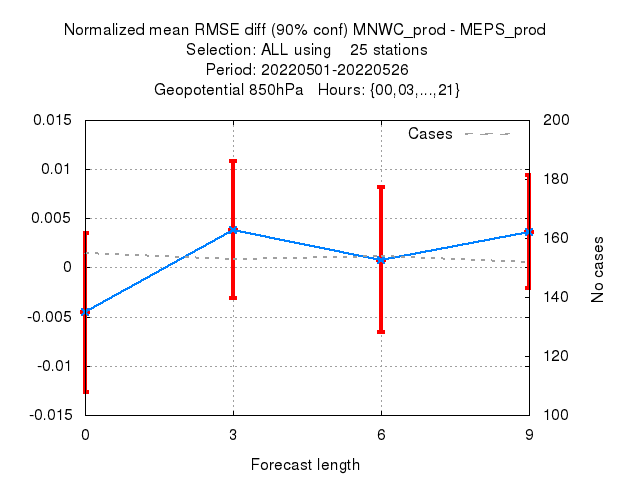 Normalized mean RMSE diff (90% conf) MNWC_prod - MEPS_prod
Selection: ALL using    25 stations
Period: 20220501-20220526
Geopotential 850hPa   Hours: {00,03,...,21}
Cases
0.015
0.01
0.005
0
-0.005
-0.01
-0.015
200
180
160
140
120
100
No cases
0 3 6 9
Forecast length